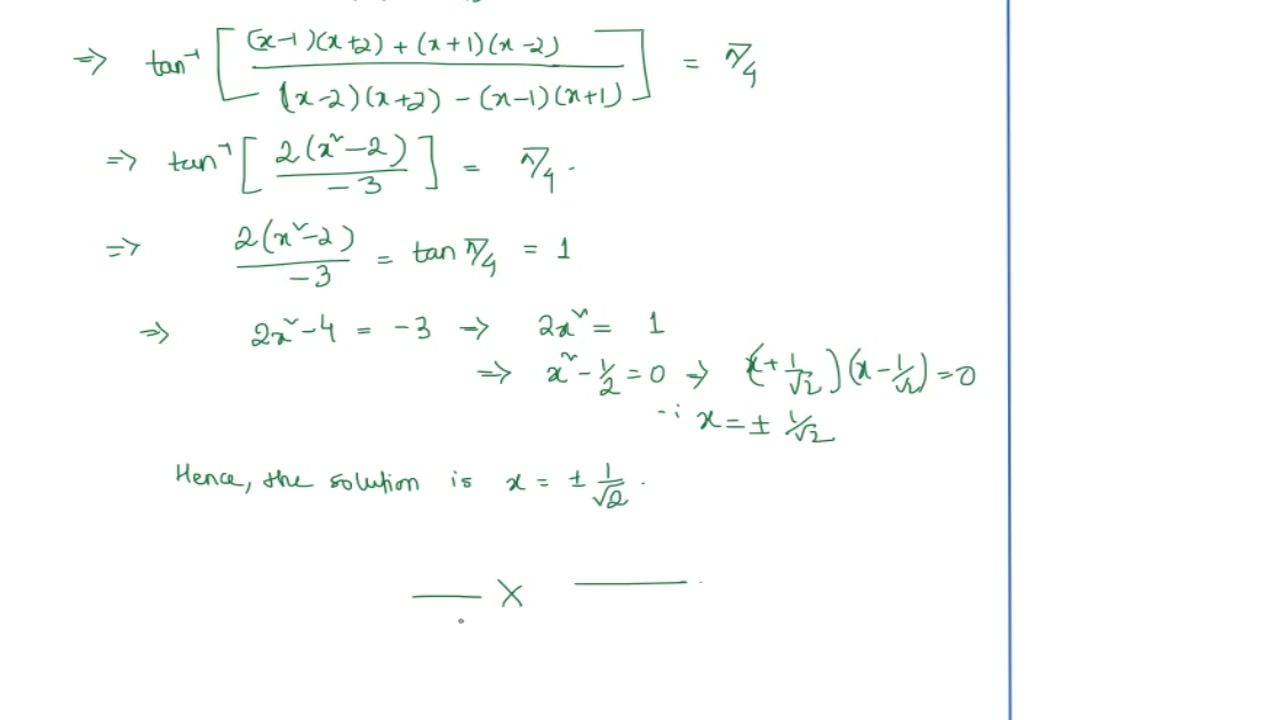 ⇒ tan⁻¹ [ (x-1)(x+2) + (x+1)(x-2) / (x-2)(x+2) - (x-1)(x+1) ] = π/4
⇒ tan⁻¹ [ 2(x²-2) / -3 ] = π/4 .
⇒ 2(x²-2) / -3 = tan π/4 = 1
⇒ 2x²-4 = -3 ⇒ 2x² = 1
⇒ x² - 1/2 = 0 ⇒ (x + 1/√2)(x - 1/√2) = 0
∴ x = ± 1/√2
Hence, the solution is x = ± 1/√2 .
— X —